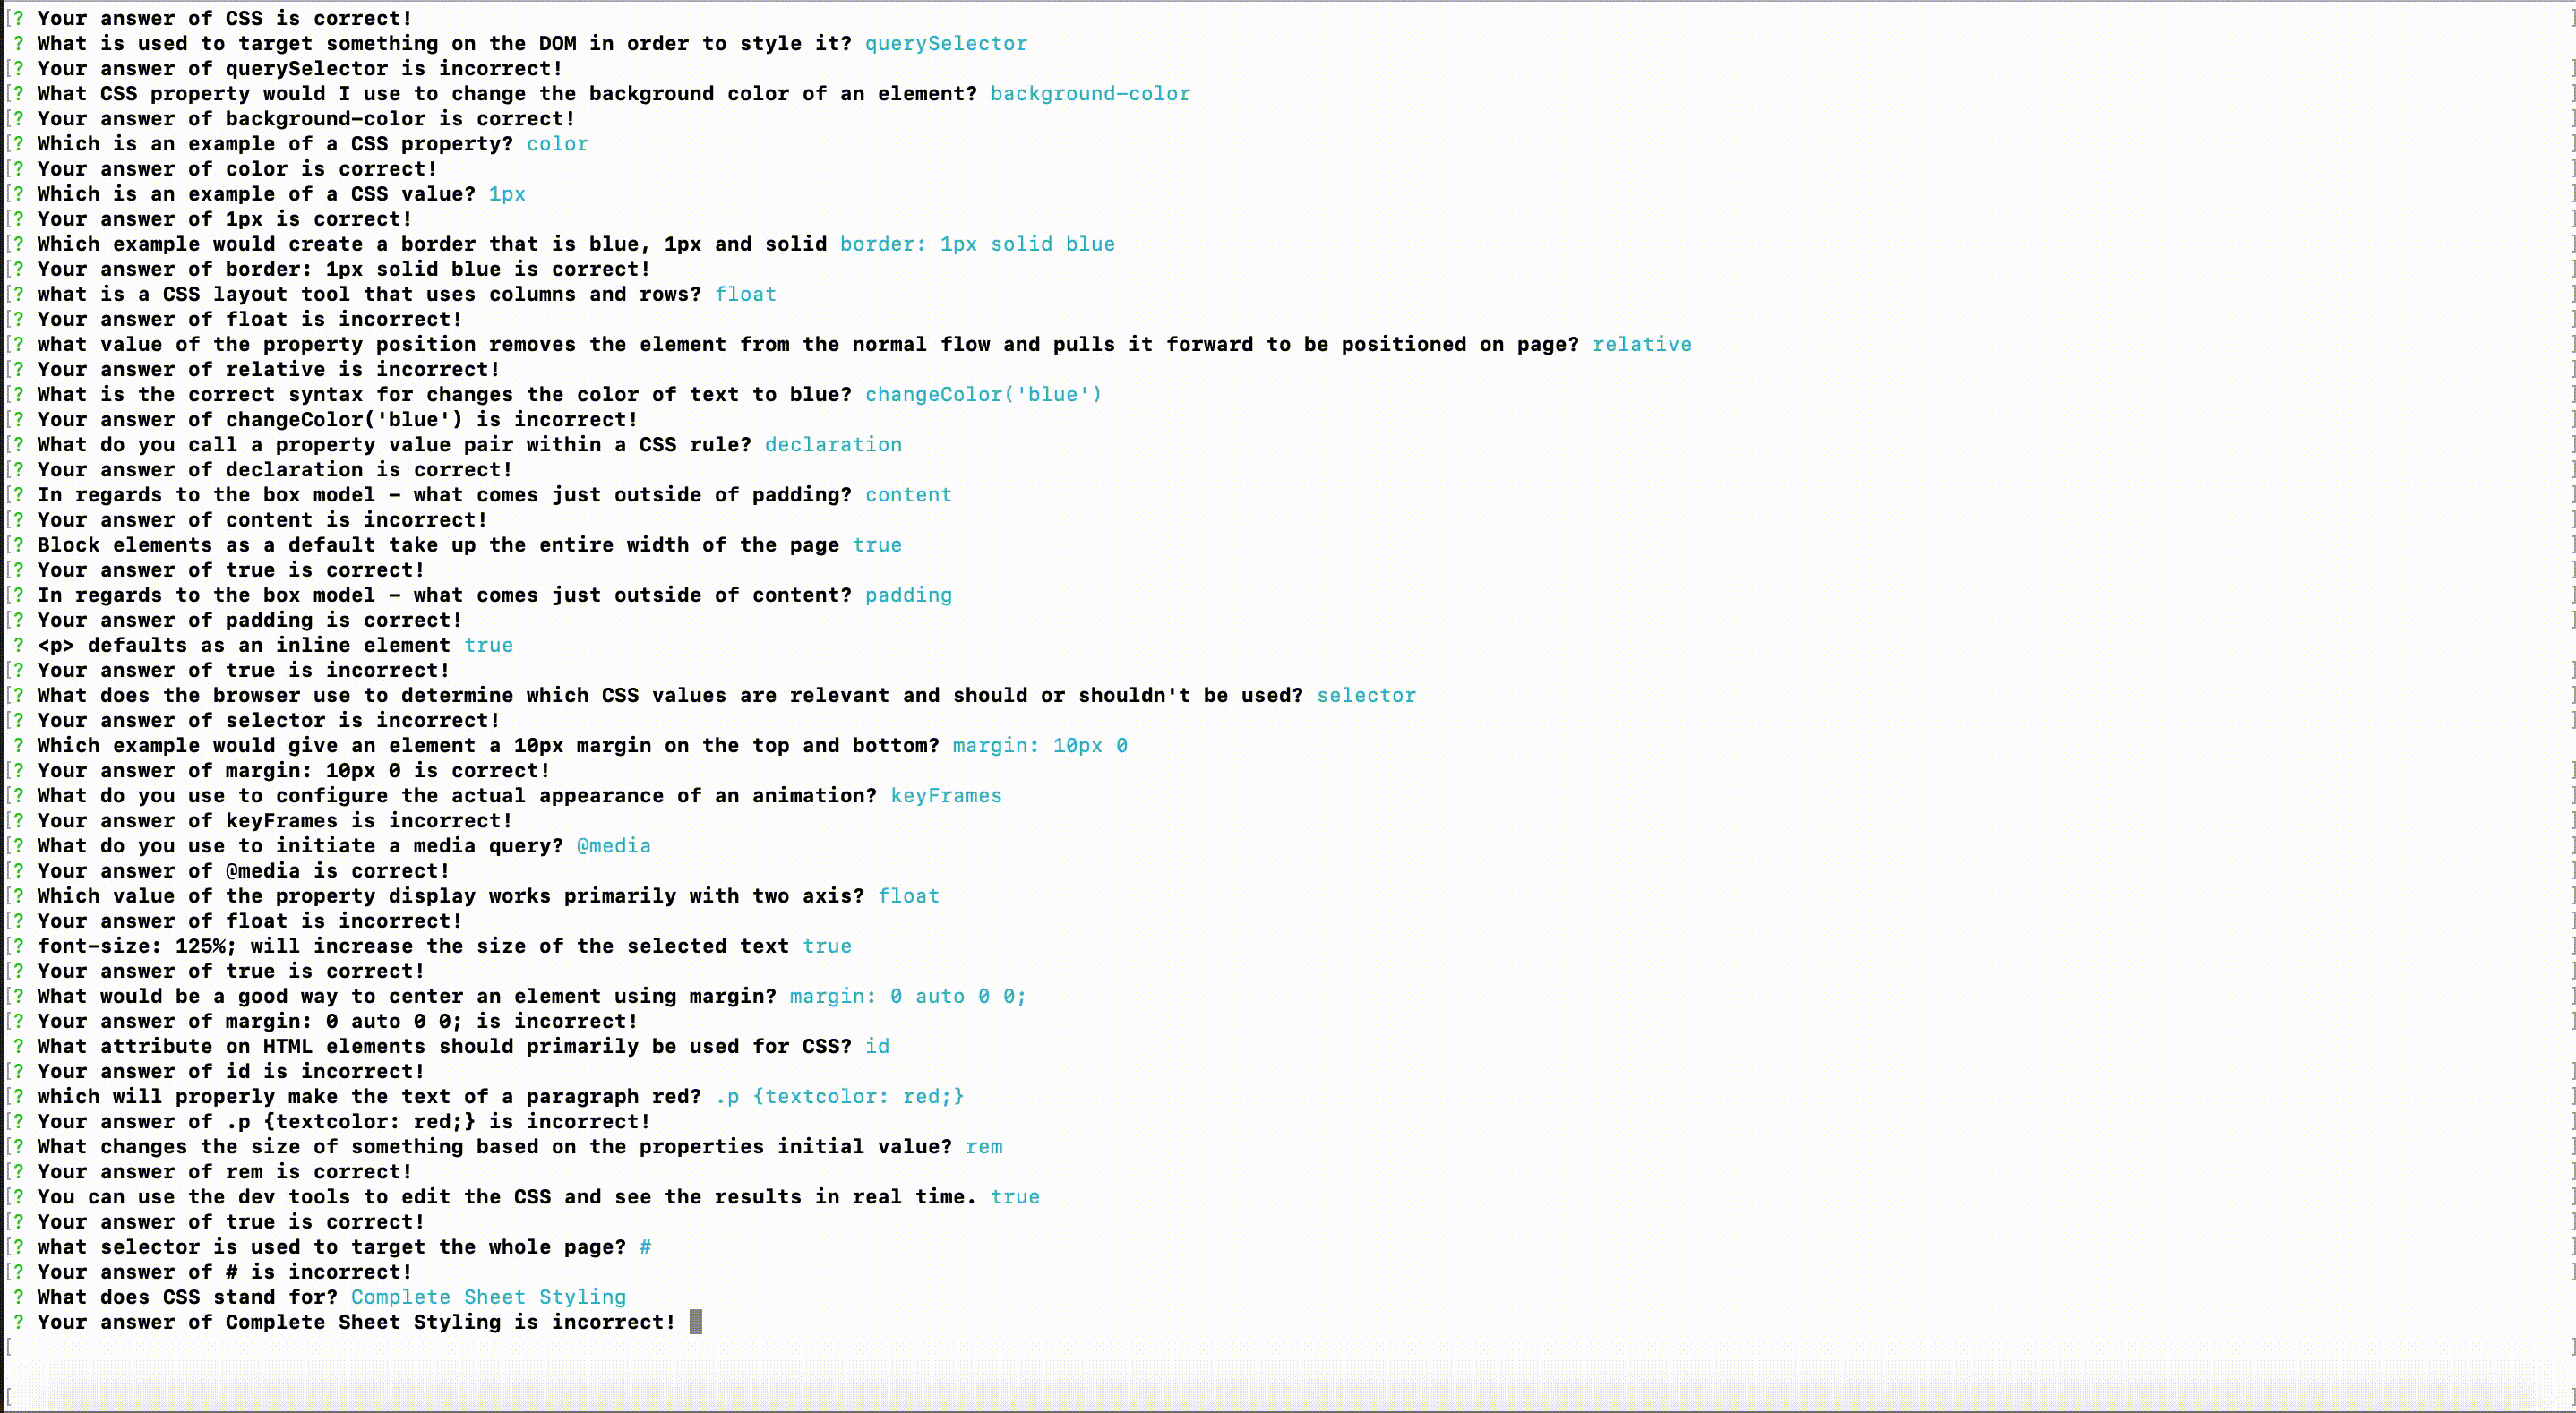 [? Your answer of CSS is correct! ]
? What is used to target something on the DOM in order to style it? querySelector
[? Your answer of querySelector is incorrect! ]
[? What CSS property would I use to change the background color of an element? background-color ]
[? Your answer of background-color is correct! ]
[? Which is an example of a CSS property? color ]
[? Your answer of color is correct! ]
[? Which is an example of a CSS value? 1px ]
[? Your answer of 1px is correct! ]
[? Which example would create a border that is blue, 1px and solid border: 1px solid blue ]
[? Your answer of border: 1px solid blue is correct! ]
[? what is a CSS layout tool that uses columns and rows? float ]
[? Your answer of float is incorrect! ]
[? what value of the property position removes the element from the normal flow and pulls it forward to be positioned on page? relative ]
[? Your answer of relative is incorrect! ]
[? What is the correct syntax for changes the color of text to blue? changeColor('blue') ]
[? Your answer of changeColor('blue') is incorrect! ]
[? What do you call a property value pair within a CSS rule? declaration ]
[? Your answer of declaration is correct! ]
[? In regards to the box model - what comes just outside of padding? content ]
[? Your answer of content is incorrect! ]
[? Block elements as a default take up the entire width of the page true ]
[? Your answer of true is correct! ]
[? In regards to the box model - what comes just outside of content? padding ]
[? Your answer of padding is correct! ]
? <p> defaults as an inline element true
[? Your answer of true is incorrect! ]
[? What does the browser use to determine which CSS values are relevant and should or shouldn't be used? selector ]
[? Your answer of selector is incorrect! ]
? Which example would give an element a 10px margin on the top and bottom? margin: 10px 0
[? Your answer of margin: 10px 0 is correct! ]
[? What do you use to configure the actual appearance of an animation? keyFrames ]
[? Your answer of keyFrames is incorrect! ]
[? What do you use to initiate a media query? @media ]
[? Your answer of @media is correct! ]
[? Which value of the property display works primarily with two axis? float ]
[? Your answer of float is incorrect! ]
[? font-size: 125%; will increase the size of the selected text true ]
[? Your answer of true is correct! ]
[? What would be a good way to center an element using margin? margin: 0 auto 0 0; ]
[? Your answer of margin: 0 auto 0 0; is incorrect! ]
? What attribute on HTML elements should primarily be used for CSS? id
[? Your answer of id is incorrect! ]
[? which will properly make the text of a paragraph red? .p {textcolor: red;} ]
[? Your answer of .p {textcolor: red;} is incorrect! ]
[? What changes the size of something based on the properties initial value? rem ]
[? Your answer of rem is correct! ]
[? You can use the dev tools to edit the CSS and see the results in real time. true ]
[? Your answer of true is correct! ]
[? what selector is used to target the whole page? # ]
[? Your answer of # is incorrect! ]
? What does CSS stand for? Complete Sheet Styling
? Your answer of Complete Sheet Styling is incorrect!
[ ]
[ ]